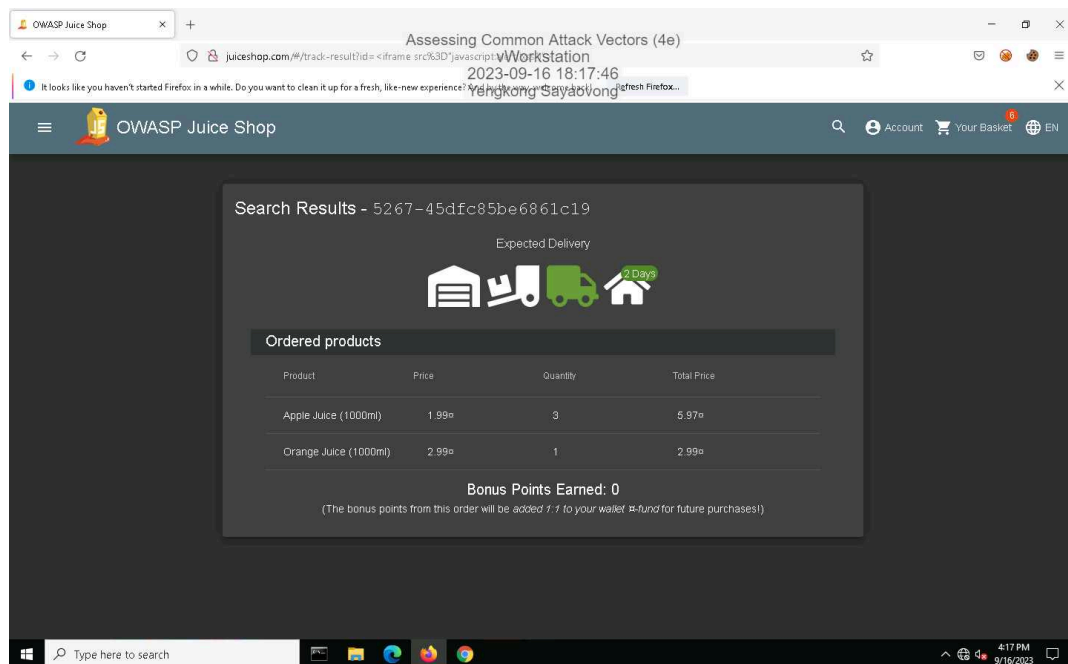 OWASP Juice Shop
Assessing Common Attack Vectors (4e)
juiceshop.com/#/track-result?id=<iframe src%3D"javascript:
vWorkstation
2023-09-16 18:17:46
It looks like you haven't started Firefox in a while. Do you want to clean it up for a fresh, like-new experience? And by the way, welcome back!
Refresh Firefox...
Yengkong Sayaovong
OWASP Juice Shop
Account
Your Basket
6
EN
Search Results - 5267-45dfc85be6861c19
Expected Delivery
2 Days
Ordered products
Product Price Quantity Total Price
Apple Juice (1000ml) 1.99¤ 3 5.97¤
Orange Juice (1000ml) 2.99¤ 1 2.99¤
Bonus Points Earned: 0
(The bonus points from this order will be added 1:1 to your wallet ¤-fund for future purchases!)
Type here to search
4:17 PM
9/16/2023